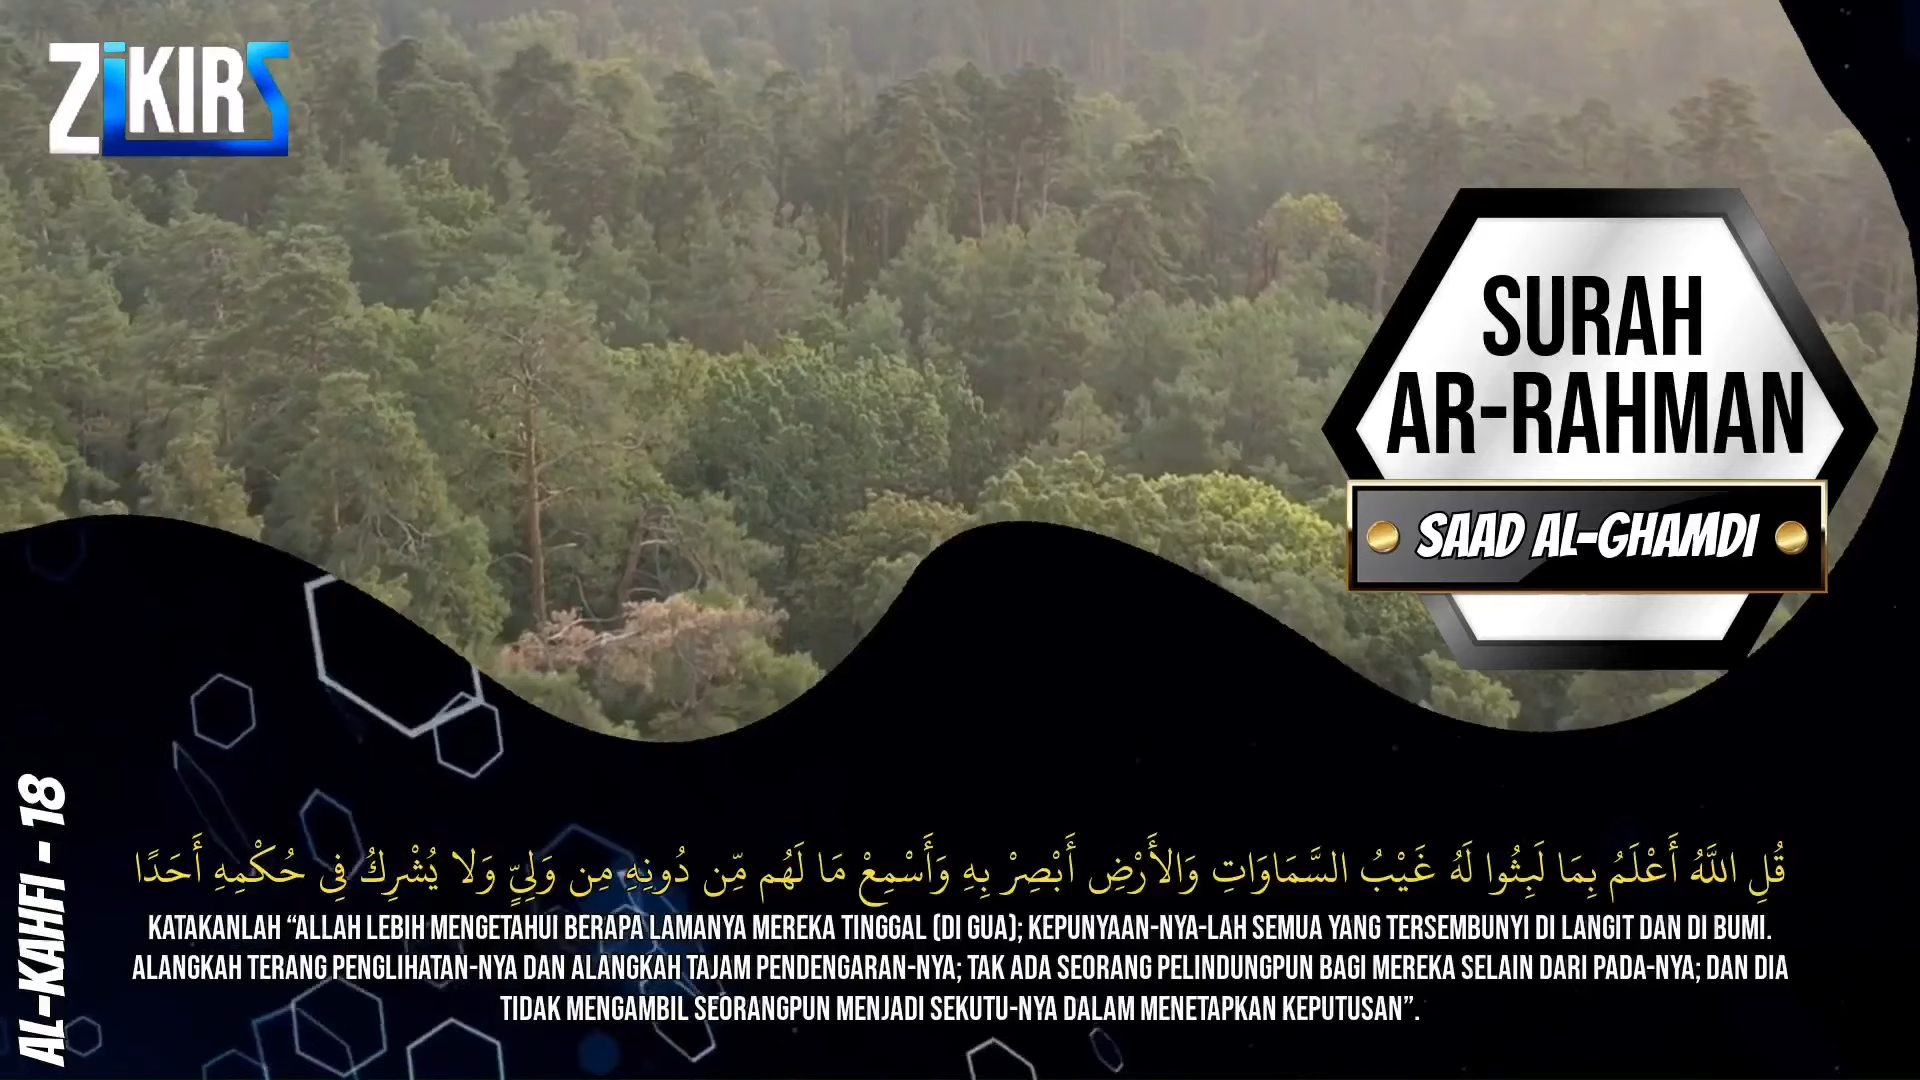 ZiKIRS
SURAH
AR-RAHMAN
SAAD AL-GHAMDI
AL-KAHFI - 18
قُلِ اللَّهُ أَعْلَمُ بِمَا لَبِثُوا لَهُ غَيْبُ السَّمَاوَاتِ وَالأَرْضِ أَبْصِرْ بِهِ وَأَسْمِعْ مَا لَهُم مِّن دُونِهِ مِن وَلِيٍّ وَلا يُشْرِكُ فِي حُكْمِهِ أَحَدًا
KATAKANLAH “ALLAH LEBIH MENGETAHUI BERAPA LAMANYA MEREKA TINGGAL (DI GUA); KEPUNYAAN-NYA-LAH SEMUA YANG TERSEMBUNYI DI LANGIT DAN DI BUMI.
ALANGKAH TERANG PENGLIHATAN-NYA DAN ALANGKAH TAJAM PENDENGARAN-NYA; TAK ADA SEORANG PELINDUNGPUN BAGI MEREKA SELAIN DARI PADA-NYA; DAN DIA
TIDAK MENGAMBIL SEORANGPUN MENJADI SEKUTU-NYA DALAM MENETAPKAN KEPUTUSAN”.